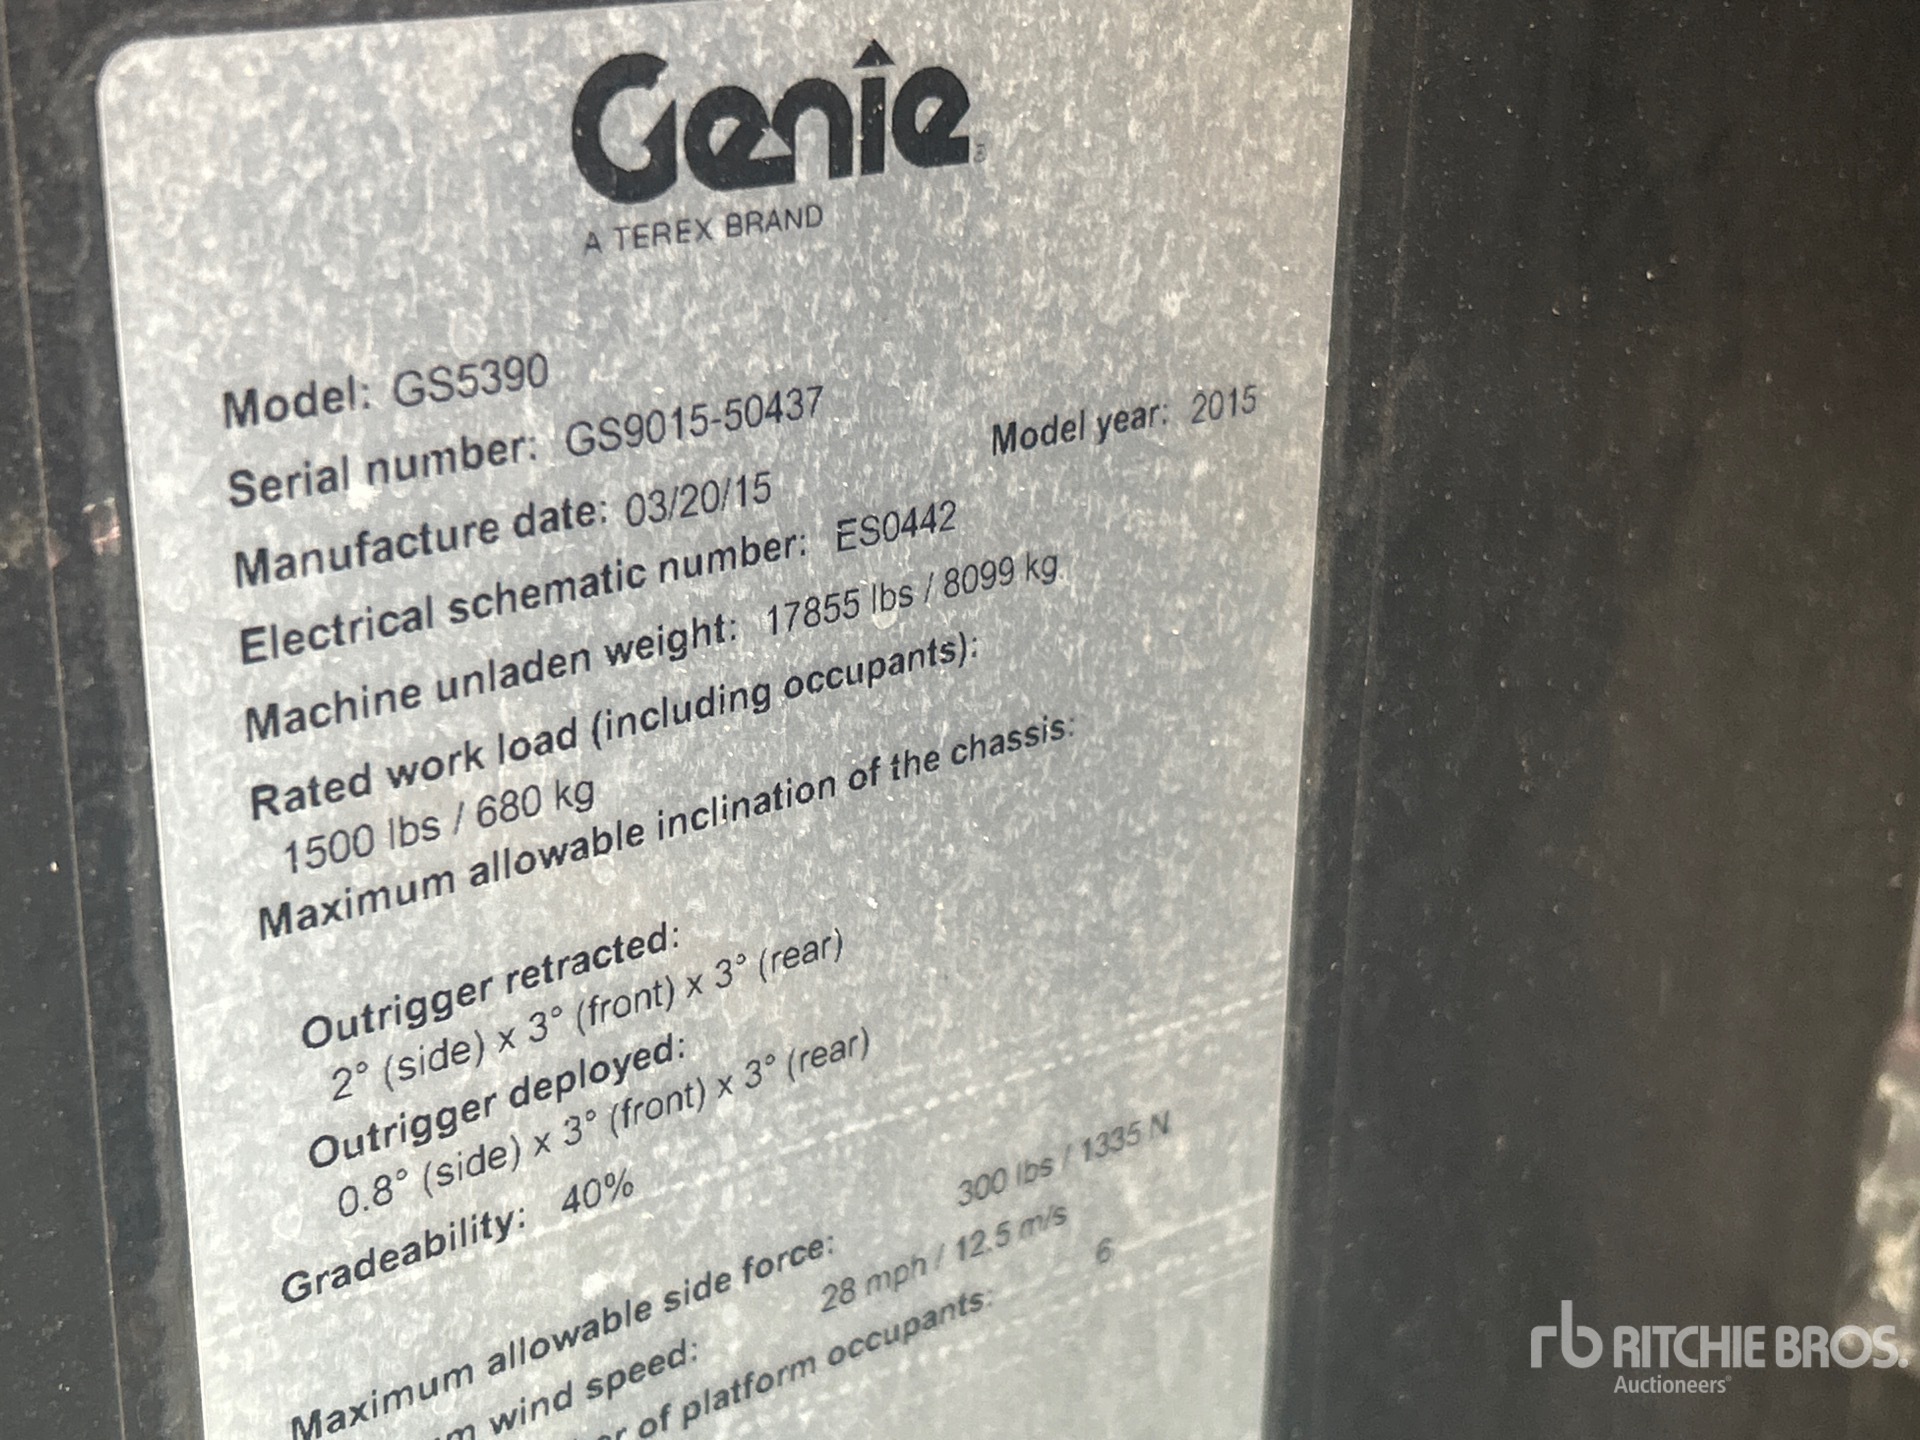 Genie
A TEREX BRAND
Model: GS5390
Serial number: GS9015-50437
Model year: 2015
Manufacture date: 03/20/15
Electrical schematic number: ES0442
Machine unladen weight: 17855 lbs / 8099 kg
Rated work load (including occupants):
1500 lbs / 680 kg
Maximum allowable inclination of the chassis:
Outrigger retracted:
2° (side) x 3° (front) x 3° (rear)
Outrigger deployed:
0.8° (side) x 3° (front) x 3° (rear)
Gradeability: 40%
Maximum allowable side force: 300 lbs / 1335 N
wind speed: 28 mph / 12.5 m/s
of platform occupants: 6
rb RITCHIE BROS.
Auctioneers